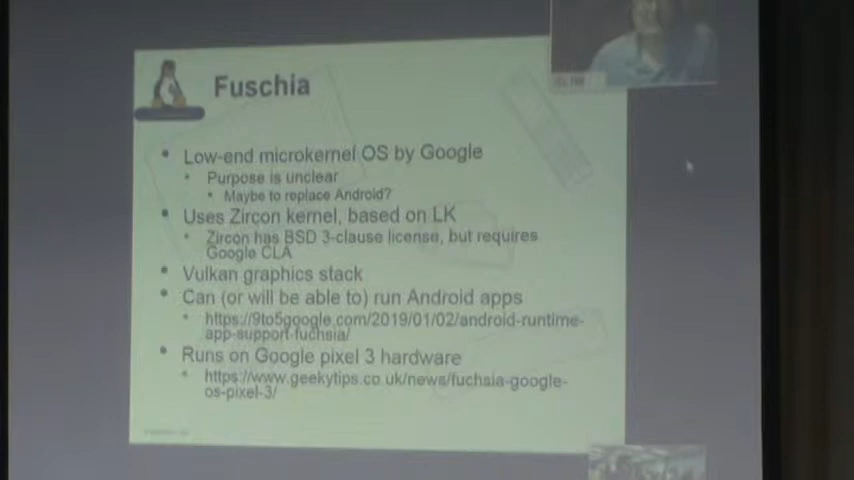 Fuschia
• Low-end microkernel OS by Google
• Purpose is unclear
• Maybe to replace Android?
• Uses Zircon kernel, based on LK
• Zircon has BSD 3-clause license, but requires
Google CLA
• Vulkan graphics stack
• Can (or will be able to) run Android apps
• https://9to5google.com/2019/01/02/android-runtime-
app-support-fuchsia/
• Runs on Google pixel 3 hardware
• https://www.geekytips.co.uk/news/fuchsia-google-
os-pixel-3/